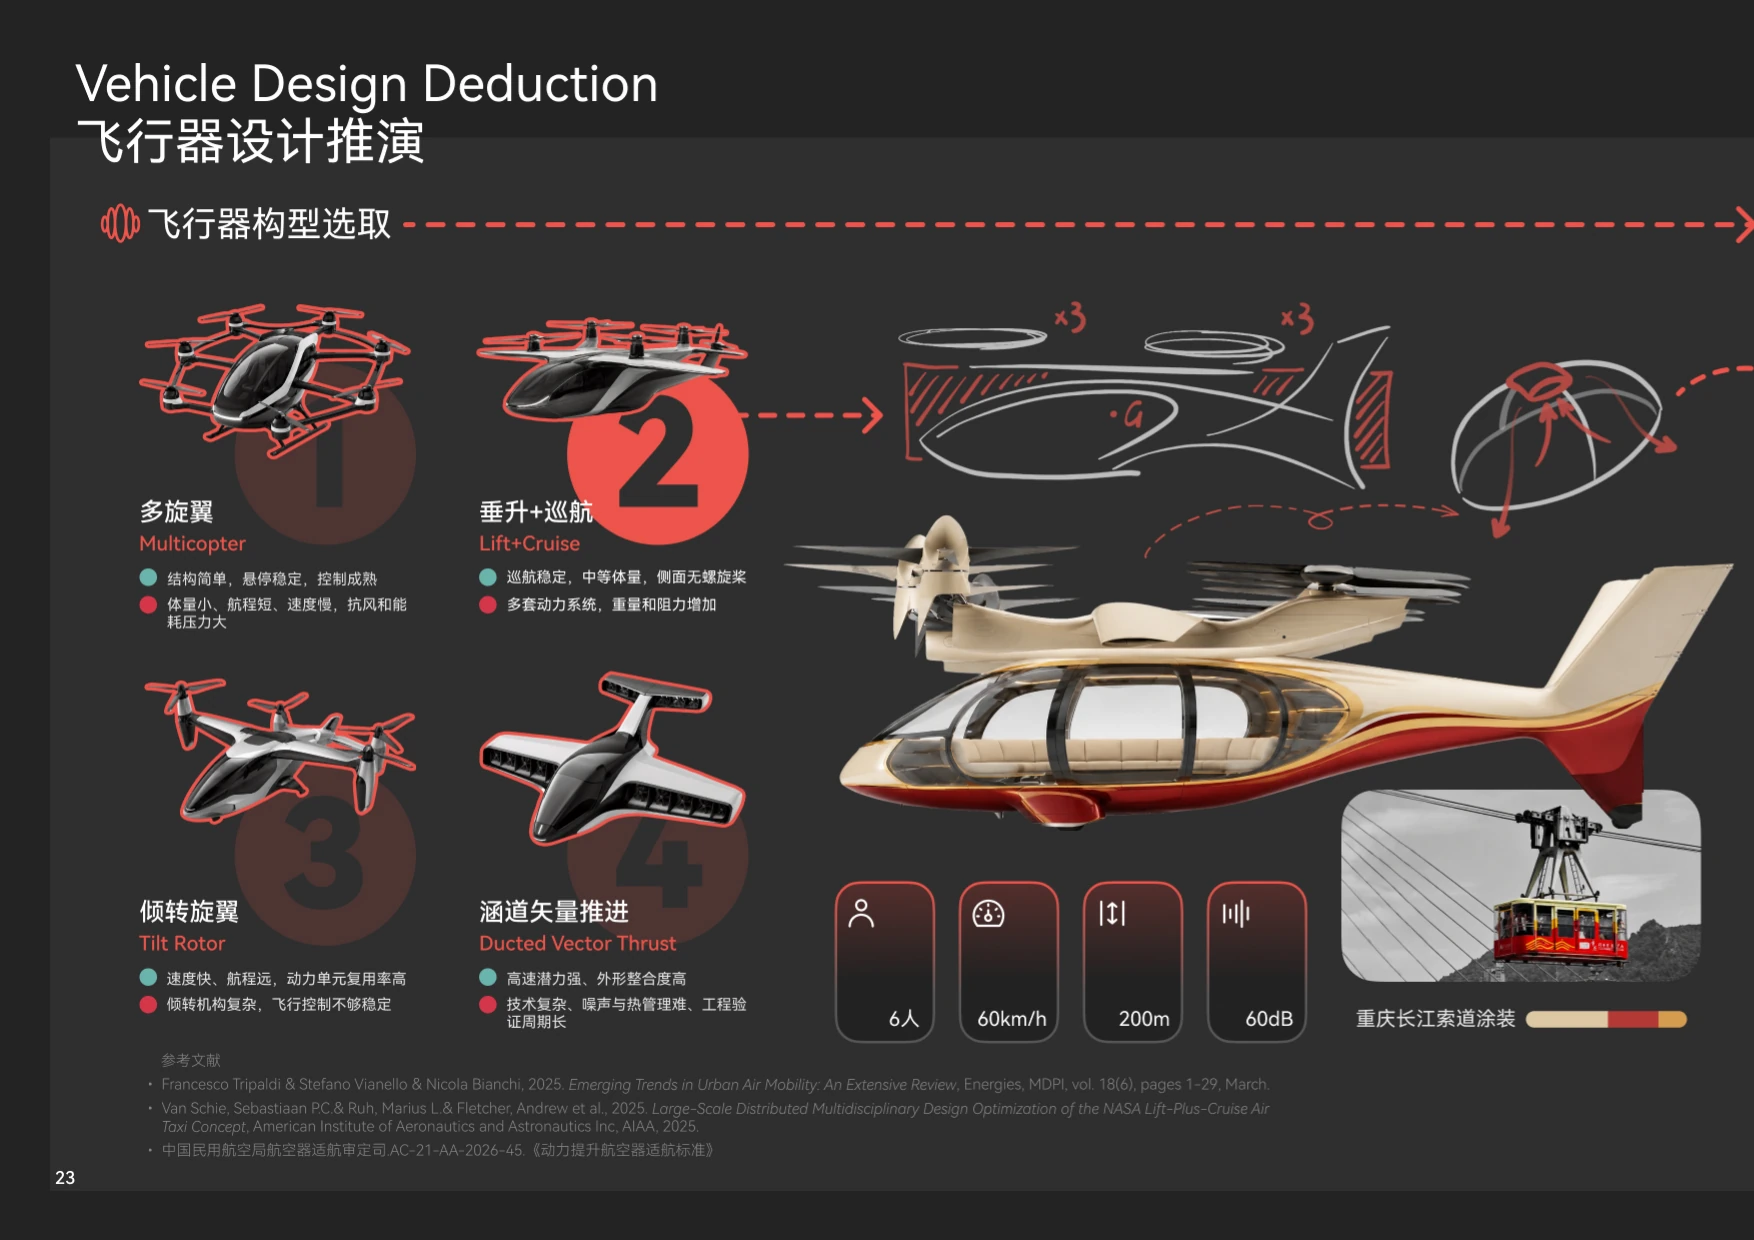 Vehicle Design Deduction
飞行器设计推演
飞行器构型选取
1
多旋翼
Multicopter
结构简单，悬停稳定，控制成熟
体量小、航程短、速度慢，抗风和能
耗压力大
2
垂升+巡航
Lift+Cruise
巡航稳定，中等体量，侧面无螺旋桨
多套动力系统，重量和阻力增加
3
倾转旋翼
Tilt Rotor
速度快、航程远，动力单元复用率高
倾转机构复杂，飞行控制不够稳定
4
涵道矢量推进
Ducted Vector Thrust
高速潜力强、外形整合度高
技术复杂、噪声与热管理难、工程验
证周期长
x3
x3
G
6人
60km/h
200m
60dB
重庆长江索道涂装
参考文献
• Francesco Tripaldi & Stefano Vianello & Nicola Bianchi, 2025. Emerging Trends in Urban Air Mobility: An Extensive Review, Energies, MDPI, vol. 18(6), pages 1-29, March.
• Van Schie, Sebastiaan P.C.& Ruh, Marius L.& Fletcher, Andrew et al., 2025. Large-Scale Distributed Multidisciplinary Design Optimization of the NASA Lift-Plus-Cruise Air
Taxi Concept, American Institute of Aeronautics and Astronautics Inc, AIAA, 2025.
• 中国民用航空局航空器适航审定司.AC-21-AA-2026-45.《动力提升航空器适航标准》
23